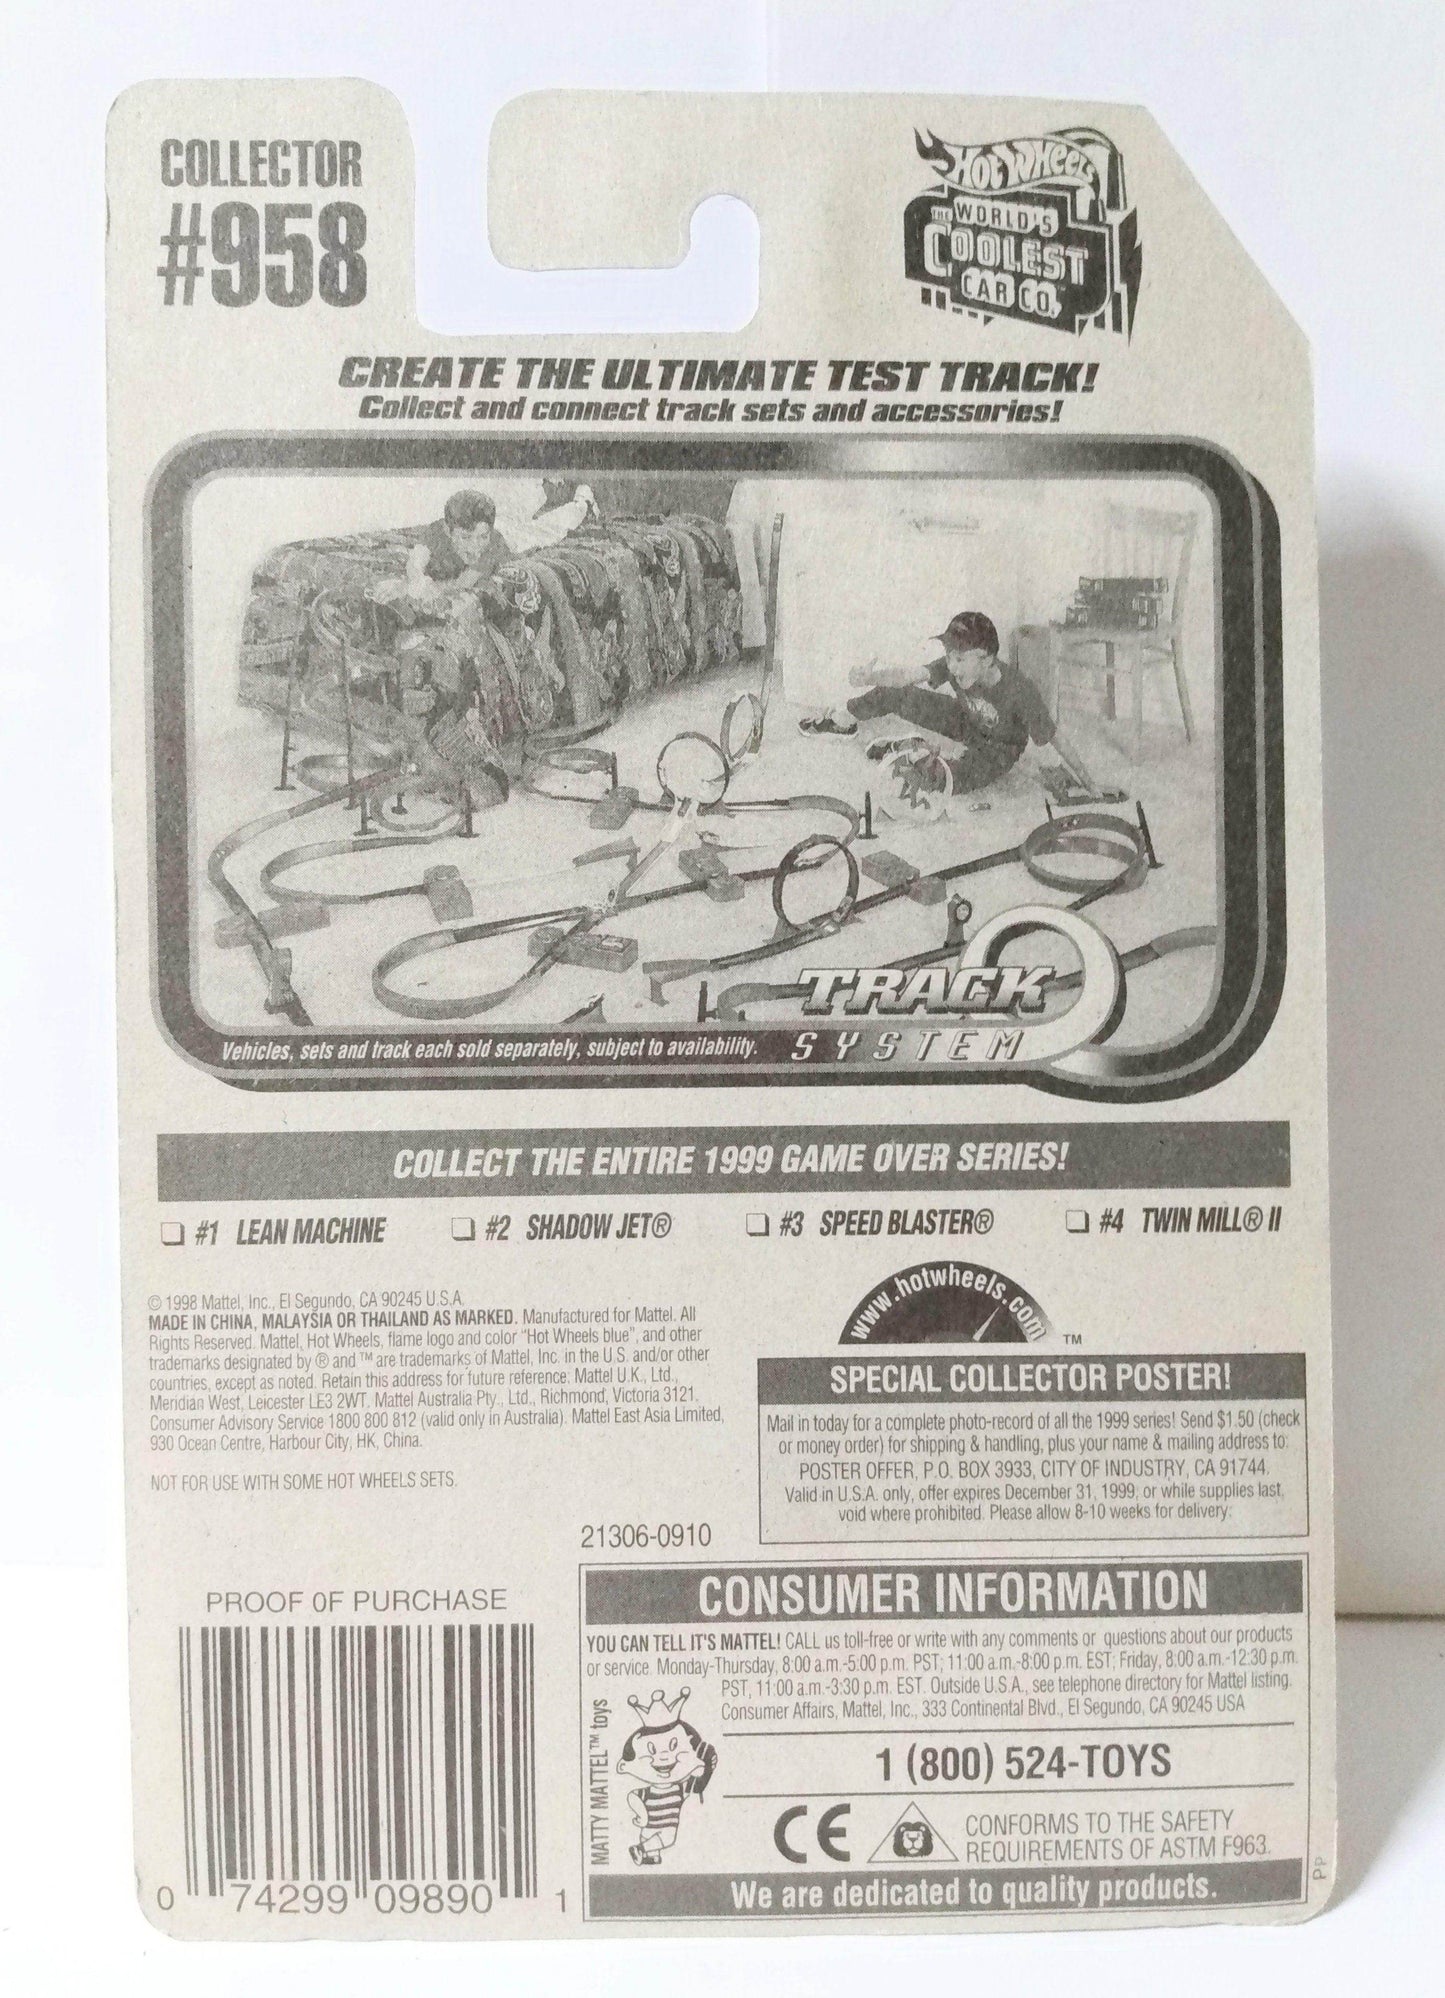 COLLECTOR
#958
Hot Wheels
THE WORLD'S
COOLEST
CAR CO.™
CREATE THE ULTIMATE TEST TRACK!
Collect and connect track sets and accessories!
TRACK
SYSTEM
Vehicles, sets and track each sold separately, subject to availability.
COLLECT THE ENTIRE 1999 GAME OVER SERIES!
❏ #1 LEAN MACHINE ❏ #2 SHADOW JET® ❏ #3 SPEED BLASTER® ❏ #4 TWIN MILL® II
© 1998 Mattel, Inc., El Segundo, CA 90245 U.S.A.
MADE IN CHINA, MALAYSIA OR THAILAND AS MARKED. Manufactured for Mattel. All
Rights Reserved. Mattel, Hot Wheels, flame logo and color "Hot Wheels blue", and other
trademarks designated by ® and ™ are trademarks of Mattel, Inc. in the U.S. and/or other
countries, except as noted. Retain this address for future reference: Mattel U.K., Ltd.,
Meridian West, Leicester LE3 2WT. Mattel Australia Pty., Ltd., Richmond, Victoria 3121.
Consumer Advisory Service 1800 800 812 (valid only in Australia). Mattel East Asia Limited,
930 Ocean Centre, Harbour City, HK, China.
NOT FOR USE WITH SOME HOT WHEELS SETS.
21306-0910
www.hotwheels.com ™
SPECIAL COLLECTOR POSTER!
Mail in today for a complete photo-record of all the 1999 series! Send $1.50 (check
or money order) for shipping & handling, plus your name & mailing address to:
POSTER OFFER, P.O. BOX 3933, CITY OF INDUSTRY, CA 91744.
Valid in U.S.A. only, offer expires December 31, 1999, or while supplies last,
void where prohibited. Please allow 8-10 weeks for delivery.
PROOF OF PURCHASE
0 74299 09890 1
CONSUMER INFORMATION
YOU CAN TELL IT'S MATTEL! CALL us toll-free or write with any comments or questions about our products
or service. Monday-Thursday, 8:00 a.m.-5:00 p.m. PST; 11:00 a.m.-8:00 p.m. EST; Friday, 8:00 a.m.-12:30 p.m.
PST, 11:00 a.m.-3:30 p.m. EST. Outside U.S.A., see telephone directory for Mattel listing.
Consumer Affairs, Mattel, Inc., 333 Continental Blvd., El Segundo, CA 90245 USA
MATTY MATTEL™ toys
1 (800) 524-TOYS
CE
CONFORMS TO THE SAFETY
REQUIREMENTS OF ASTM F963.
We are dedicated to quality products.
PP